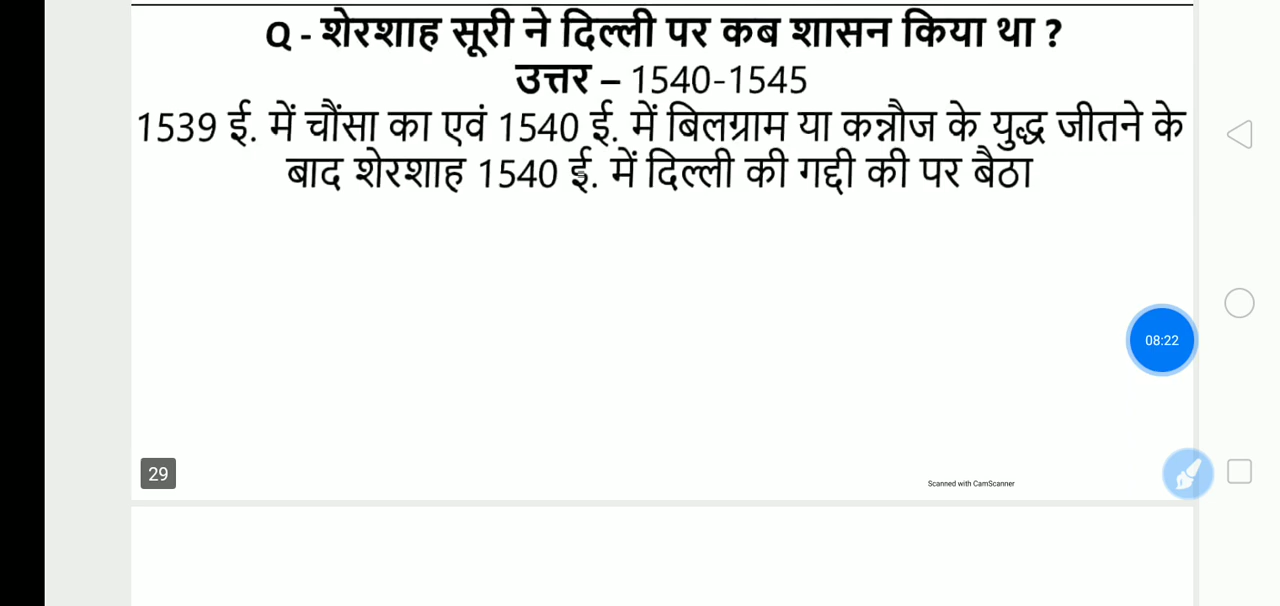 Q - शेरशाह सूरी ने दिल्ली पर कब शासन किया था ?
उत्तर – 1540-1545
1539 ई. में चौंसा का एवं 1540 ई. में बिलग्राम या कन्नौज के युद्ध जीतने के
बाद शेरशाह 1540 ई. में दिल्ली की गद्दी की पर बैठा
08:22
29
Scanned with CamScanner